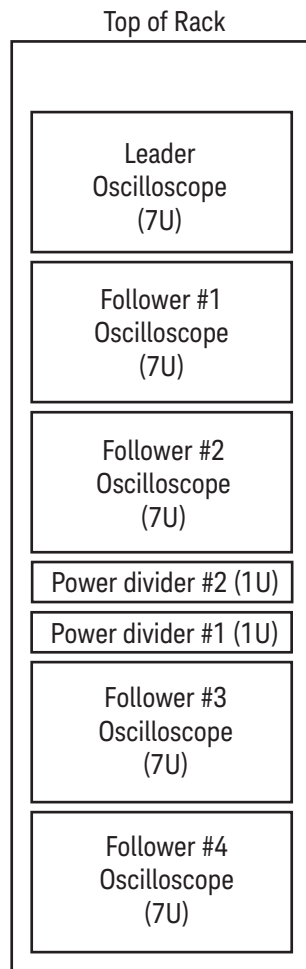 Top of Rack
Leader
Oscilloscope
(7U)
Follower #1
Oscilloscope
(7U)
Follower #2
Oscilloscope
(7U)
Power divider #2 (1U)
Power divider #1 (1U)
Follower #3
Oscilloscope
(7U)
Follower #4
Oscilloscope
(7U)